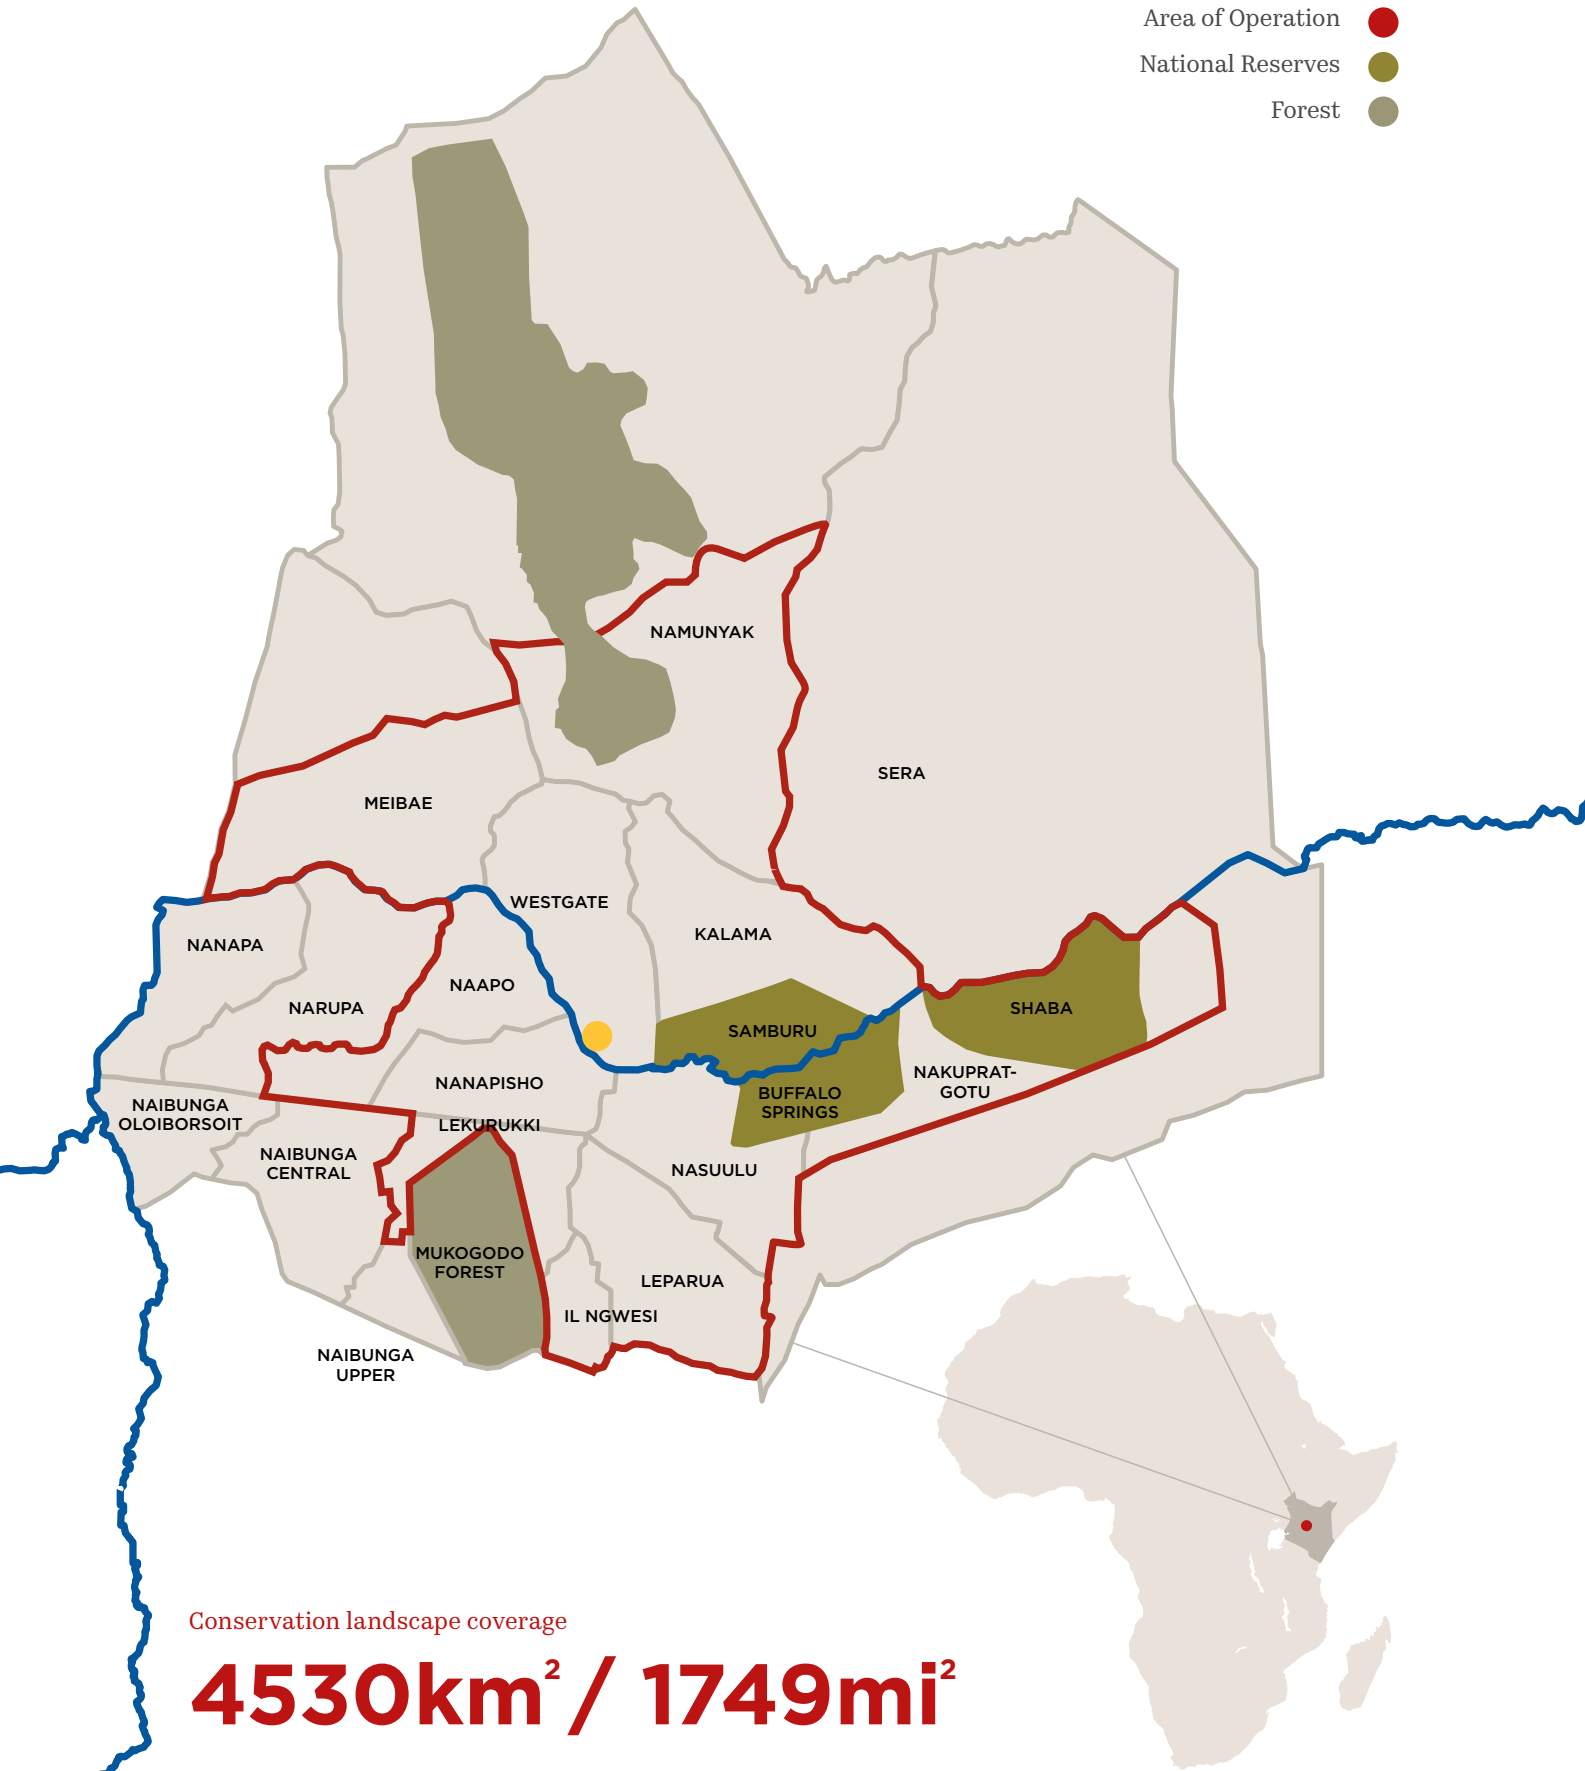 Area of Operation
National Reserves
Forest
NAMUNYAK
SERA
MEIBAE
WESTGATE
KALAMA
NANAPA
NAAPO
NARUPA
SHABA
SAMBURU
NANAPISHO
NAKUPRAT-
GOTU
BUFFALO
SPRINGS
NAIBUNGA
OLOIBORSOIT
LEKURUKKI
NAIBUNGA
CENTRAL
NASUULU
MUKOGODO
FOREST
LEPARUA
IL NGWESI
NAIBUNGA
UPPER
Conservation landscape coverage
4530km² / 1749mi²